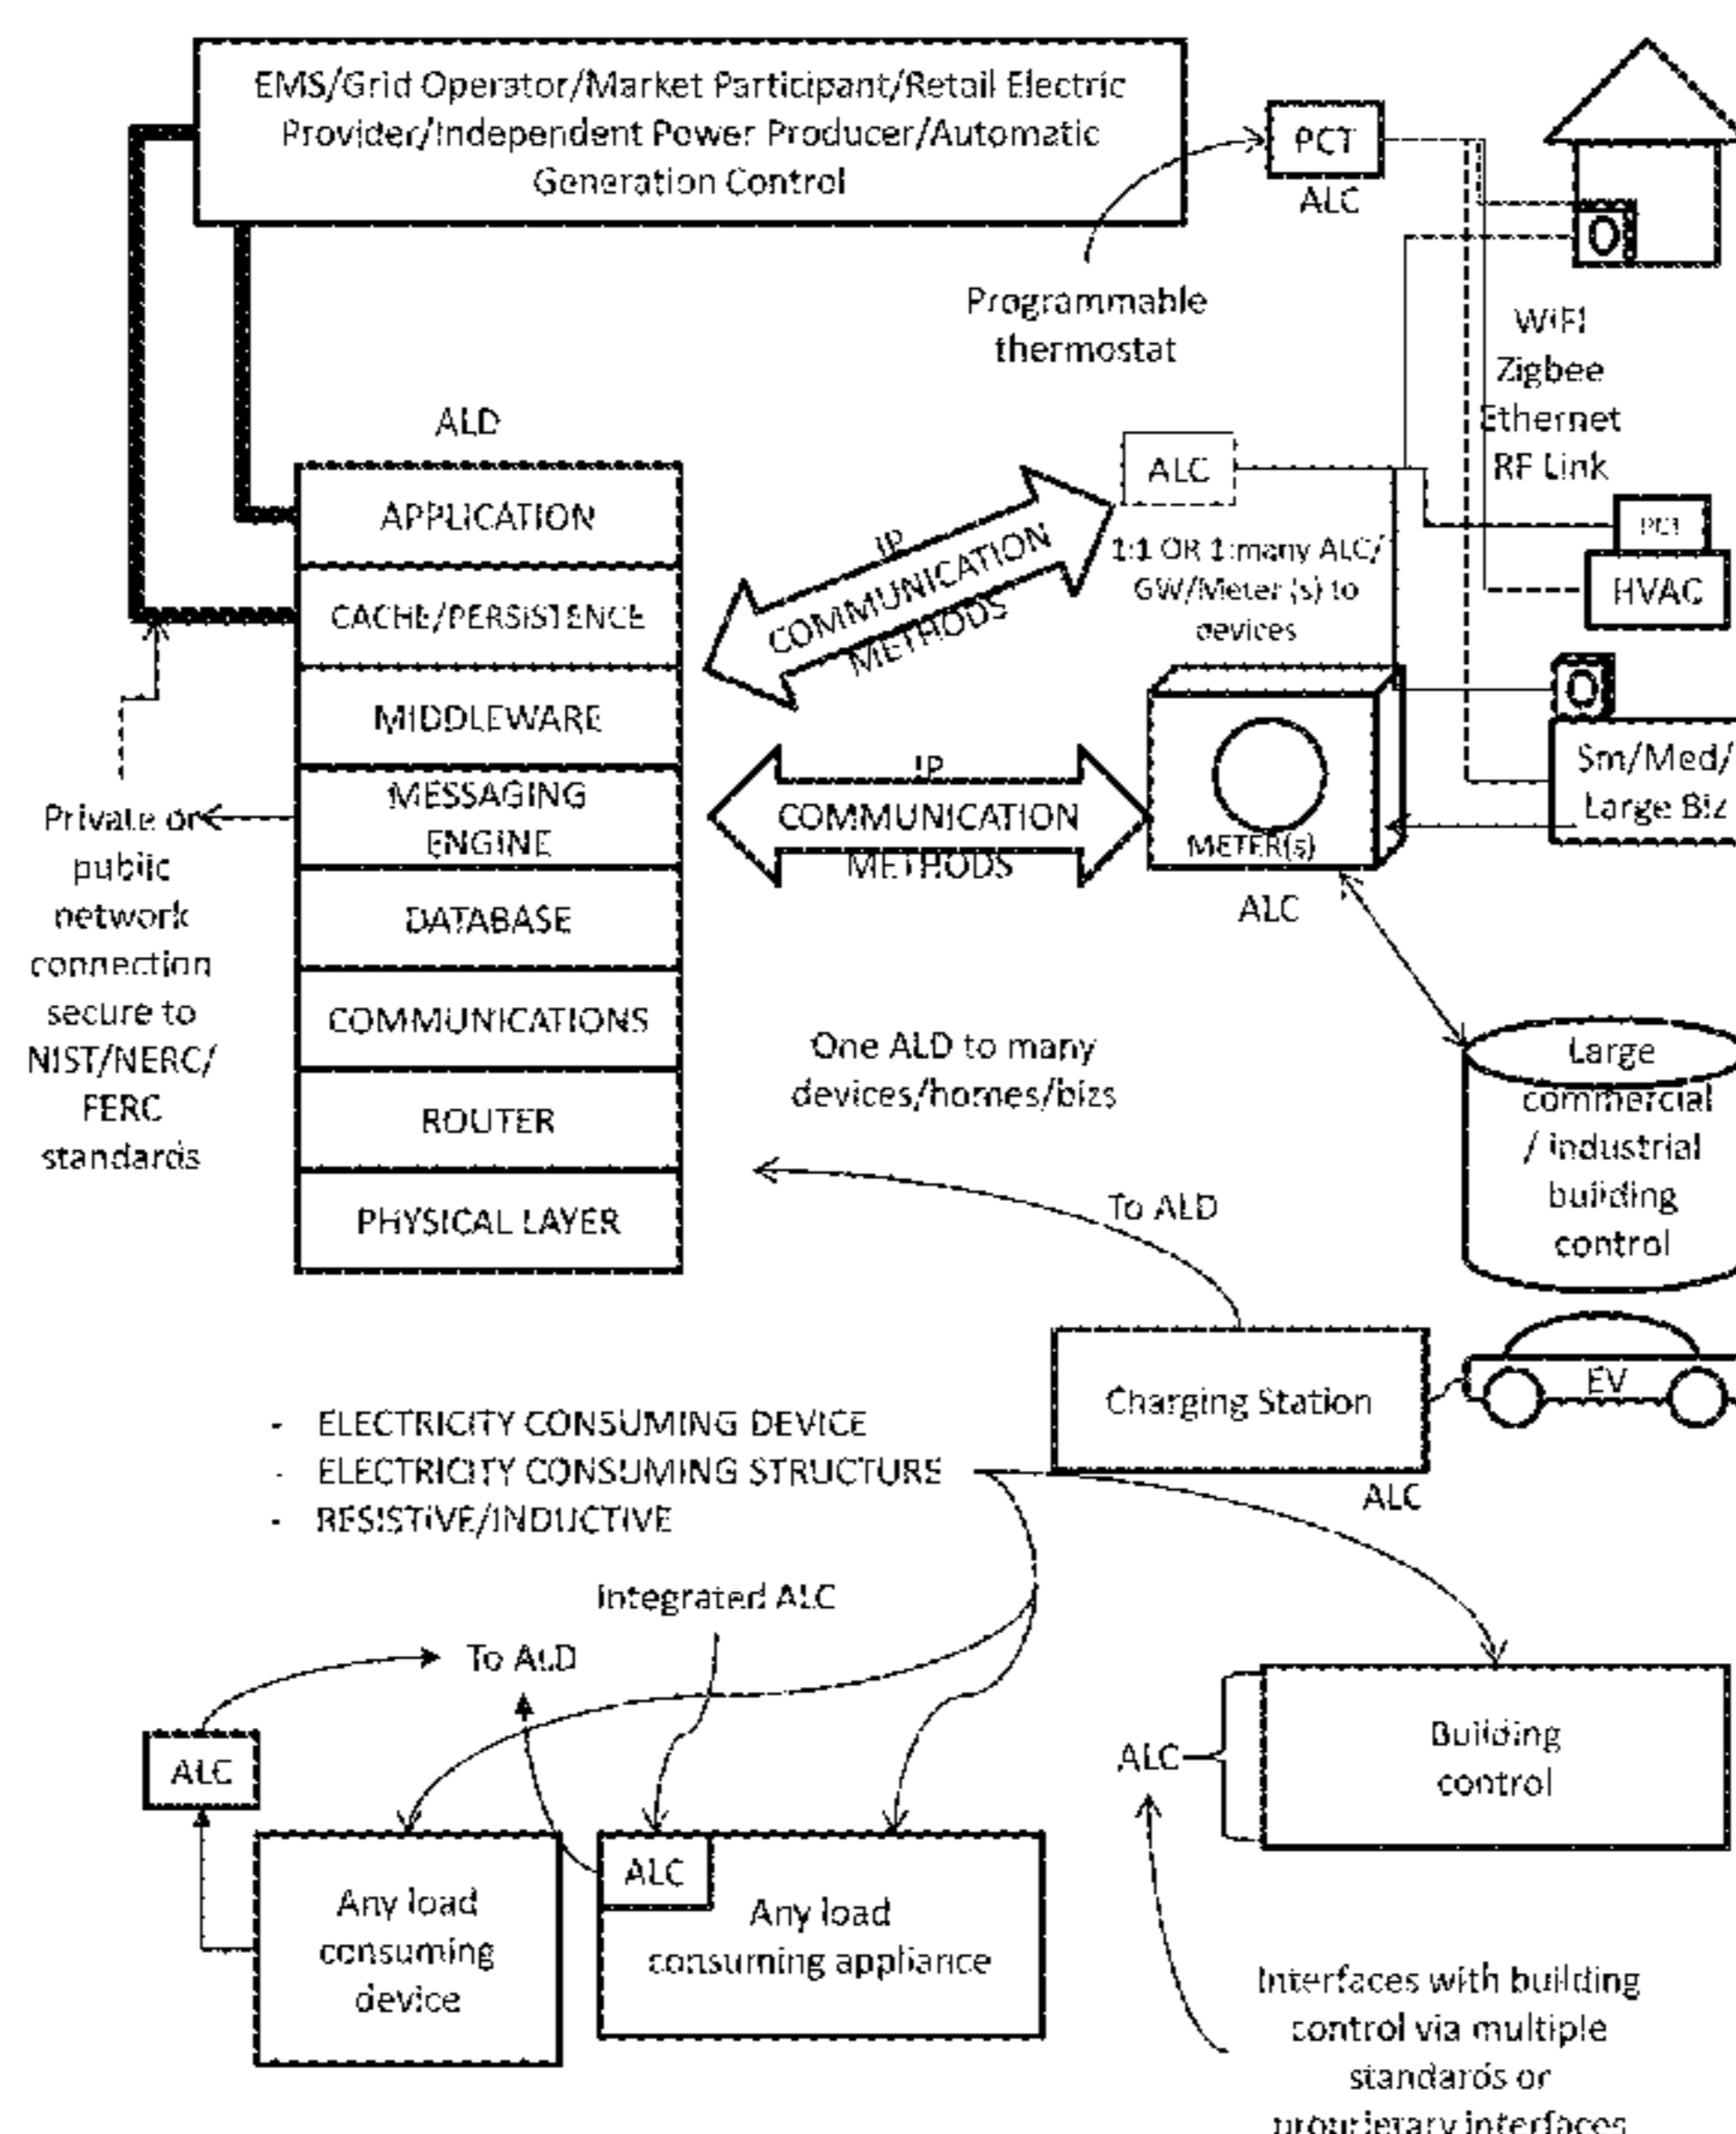 EMS/Grid Operator/Market Participant/Retail Electric
Provider/Independent Power Producer/Automatic
Generation Control
PCT
ALC
Programmable
thermostat
WiFi
Zigbee
Ethernet
RF Link
ALD
APPLICATION
CACHE/PERSISTENCE
MIDDLEWARE
MESSAGING
ENGINE
DATABASE
COMMUNICATIONS
ROUTER
PHYSICAL LAYER
IP
COMMUNICATION
METHODS
ALC
1:1 OR 1:many ALC/
GW/Meter (s) to
devices
PCT
HVAC
IP
COMMUNICATION
METHODS
METER(s)
ALC
Sm/Med/
Large Biz
Private or
public
network
connection
secure to
NIST/NERC/
FERC
standards
One ALD to many
devices/homes/bizs
Large
commercial
/ industrial
building
control
To ALD
Charging Station
EV
ALC
- ELECTRICITY CONSUMING DEVICE
- ELECTRICITY CONSUMING STRUCTURE
- RESISTIVE/INDUCTIVE
Integrated ALC
To ALD
ALC
Any load
consuming
device
ALC
Any load
consuming appliance
ALC
Building
control
Interfaces with building
control via multiple
standards or
proprietary interfaces